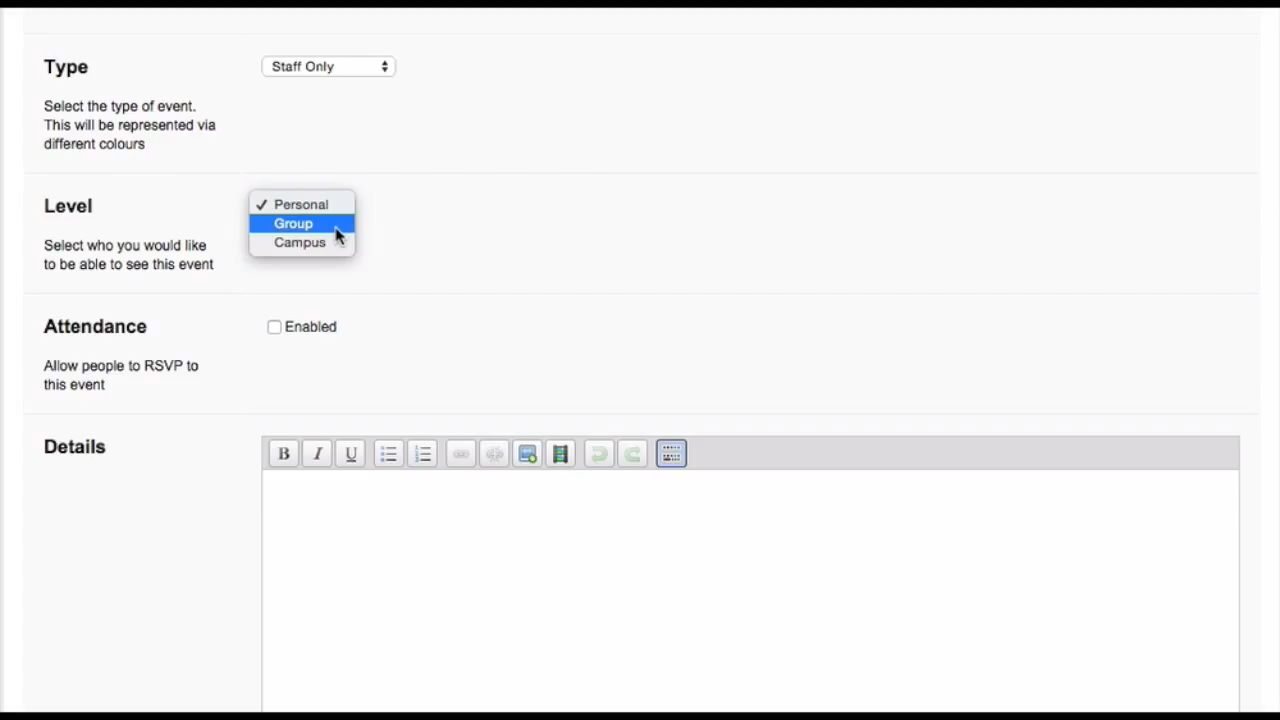 Type
Staff Only
Select the type of event.
This will be represented via
different colours
Level
✓ Personal
Group
Campus
Select who you would like
to be able to see this event
Attendance
Enabled
Allow people to RSVP to
this event
Details
B I U